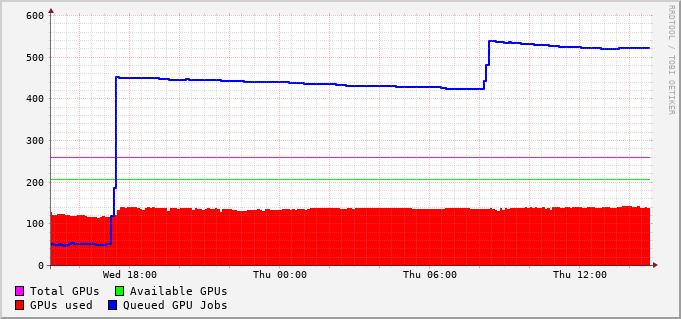 600
500
400
300
200
100
0
Wed 18:00 Thu 00:00 Thu 06:00 Thu 12:00
Total GPUs Available GPUs
GPUs used Queued GPU Jobs
RRDTOOL / TOBI OETIKER